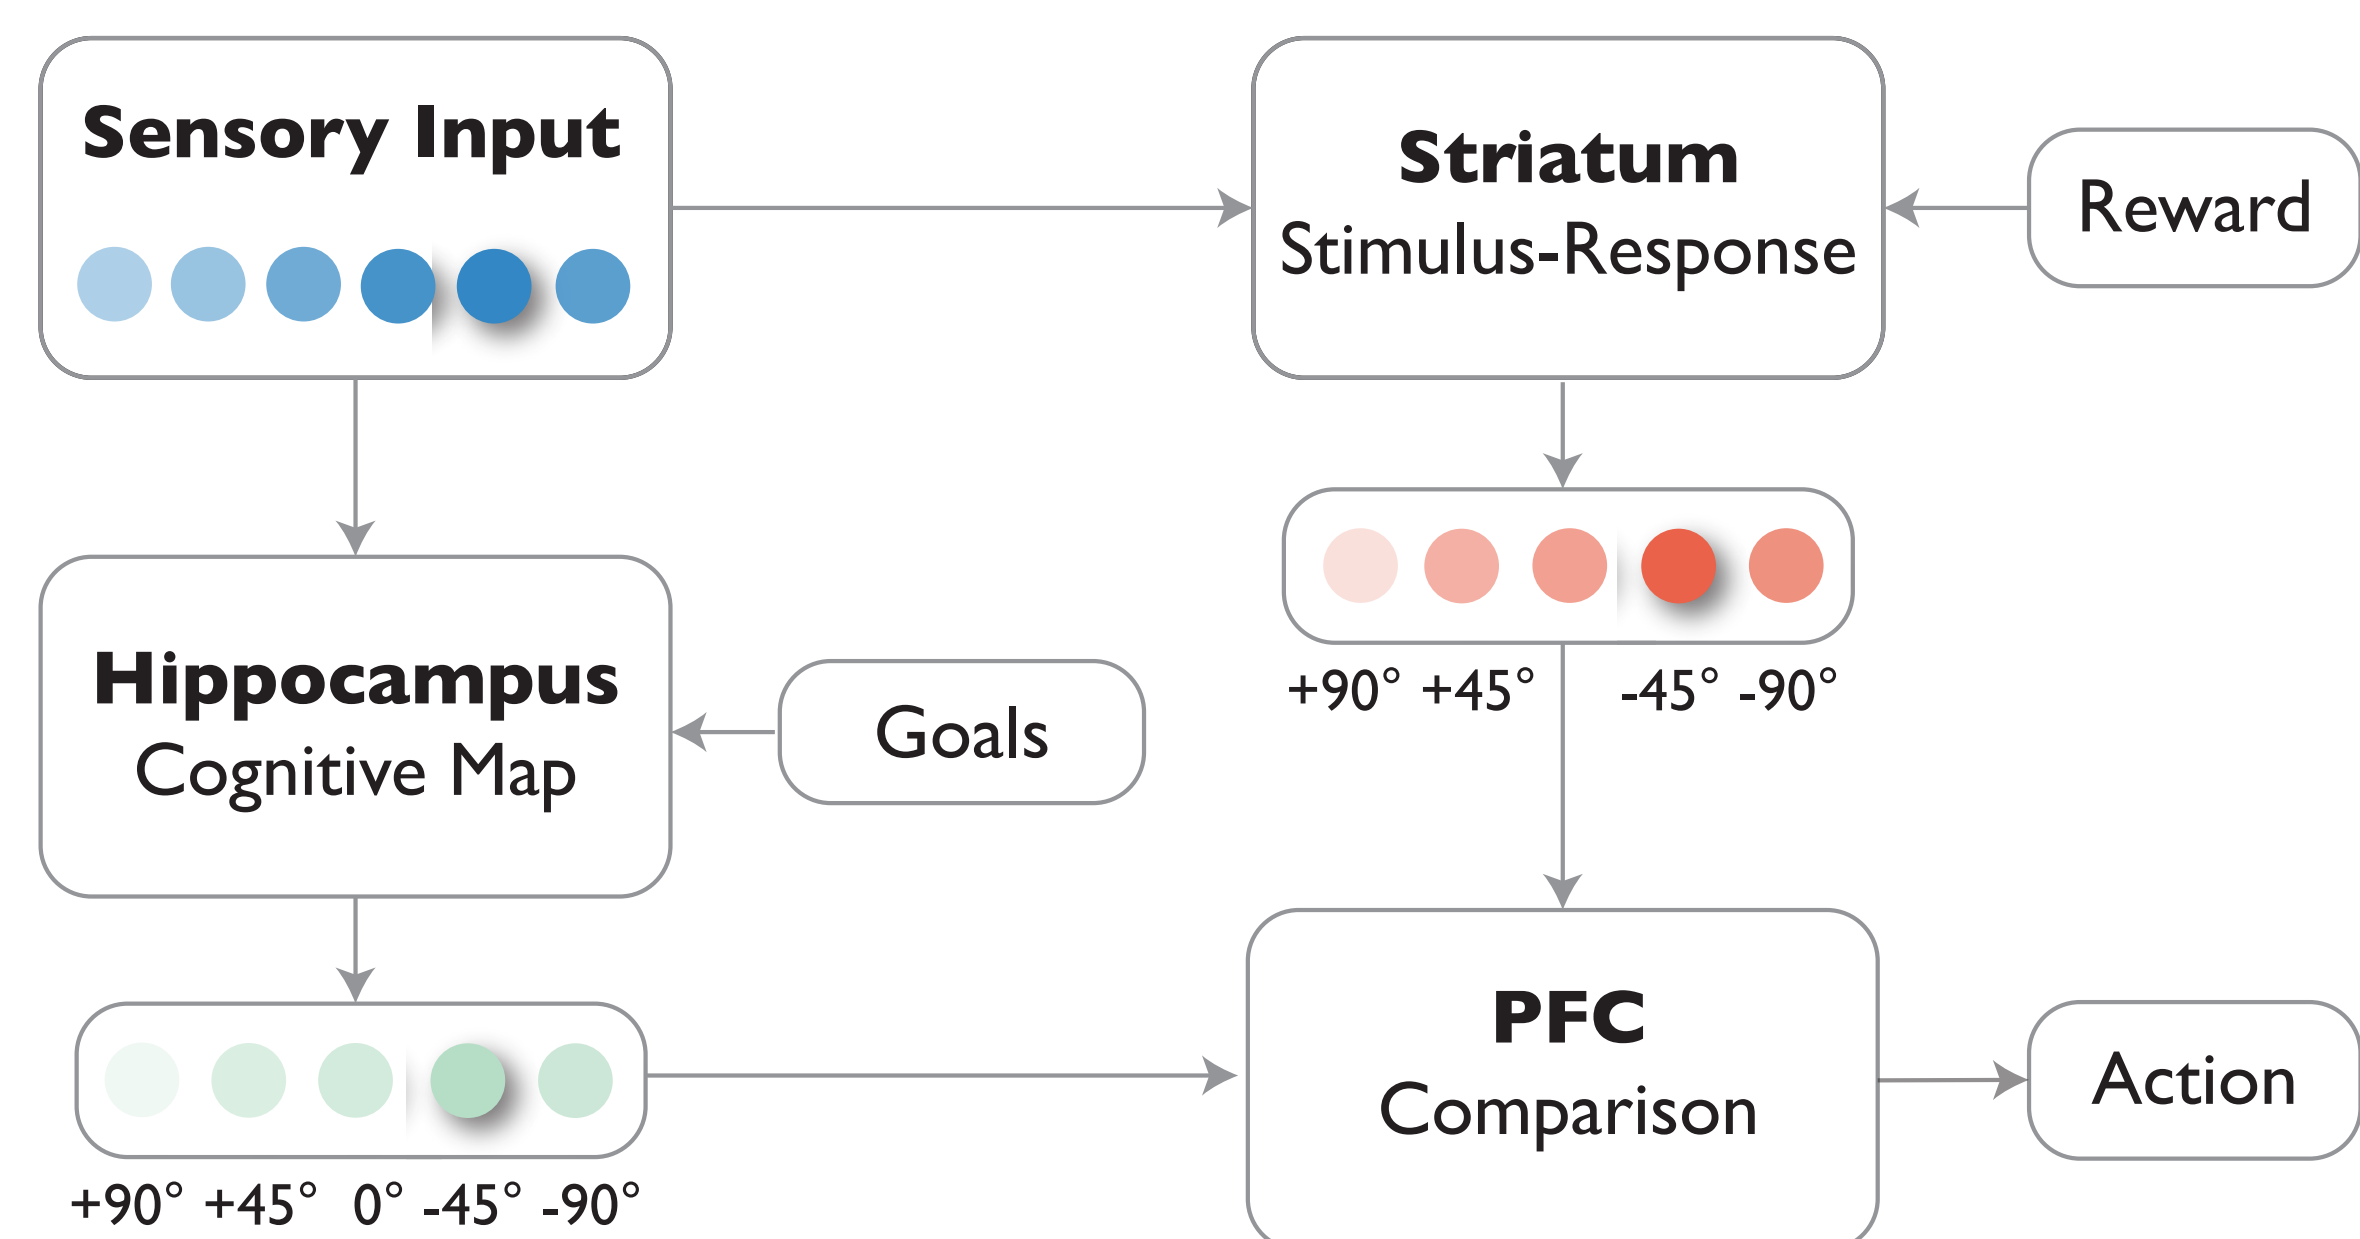 Sensory Input
Striatum
Stimulus-Response
Reward
Hippocampus
Cognitive Map
Goals
+90° +45° -45° -90°
PFC
Comparison
Action
+90° +45° 0° -45° -90°